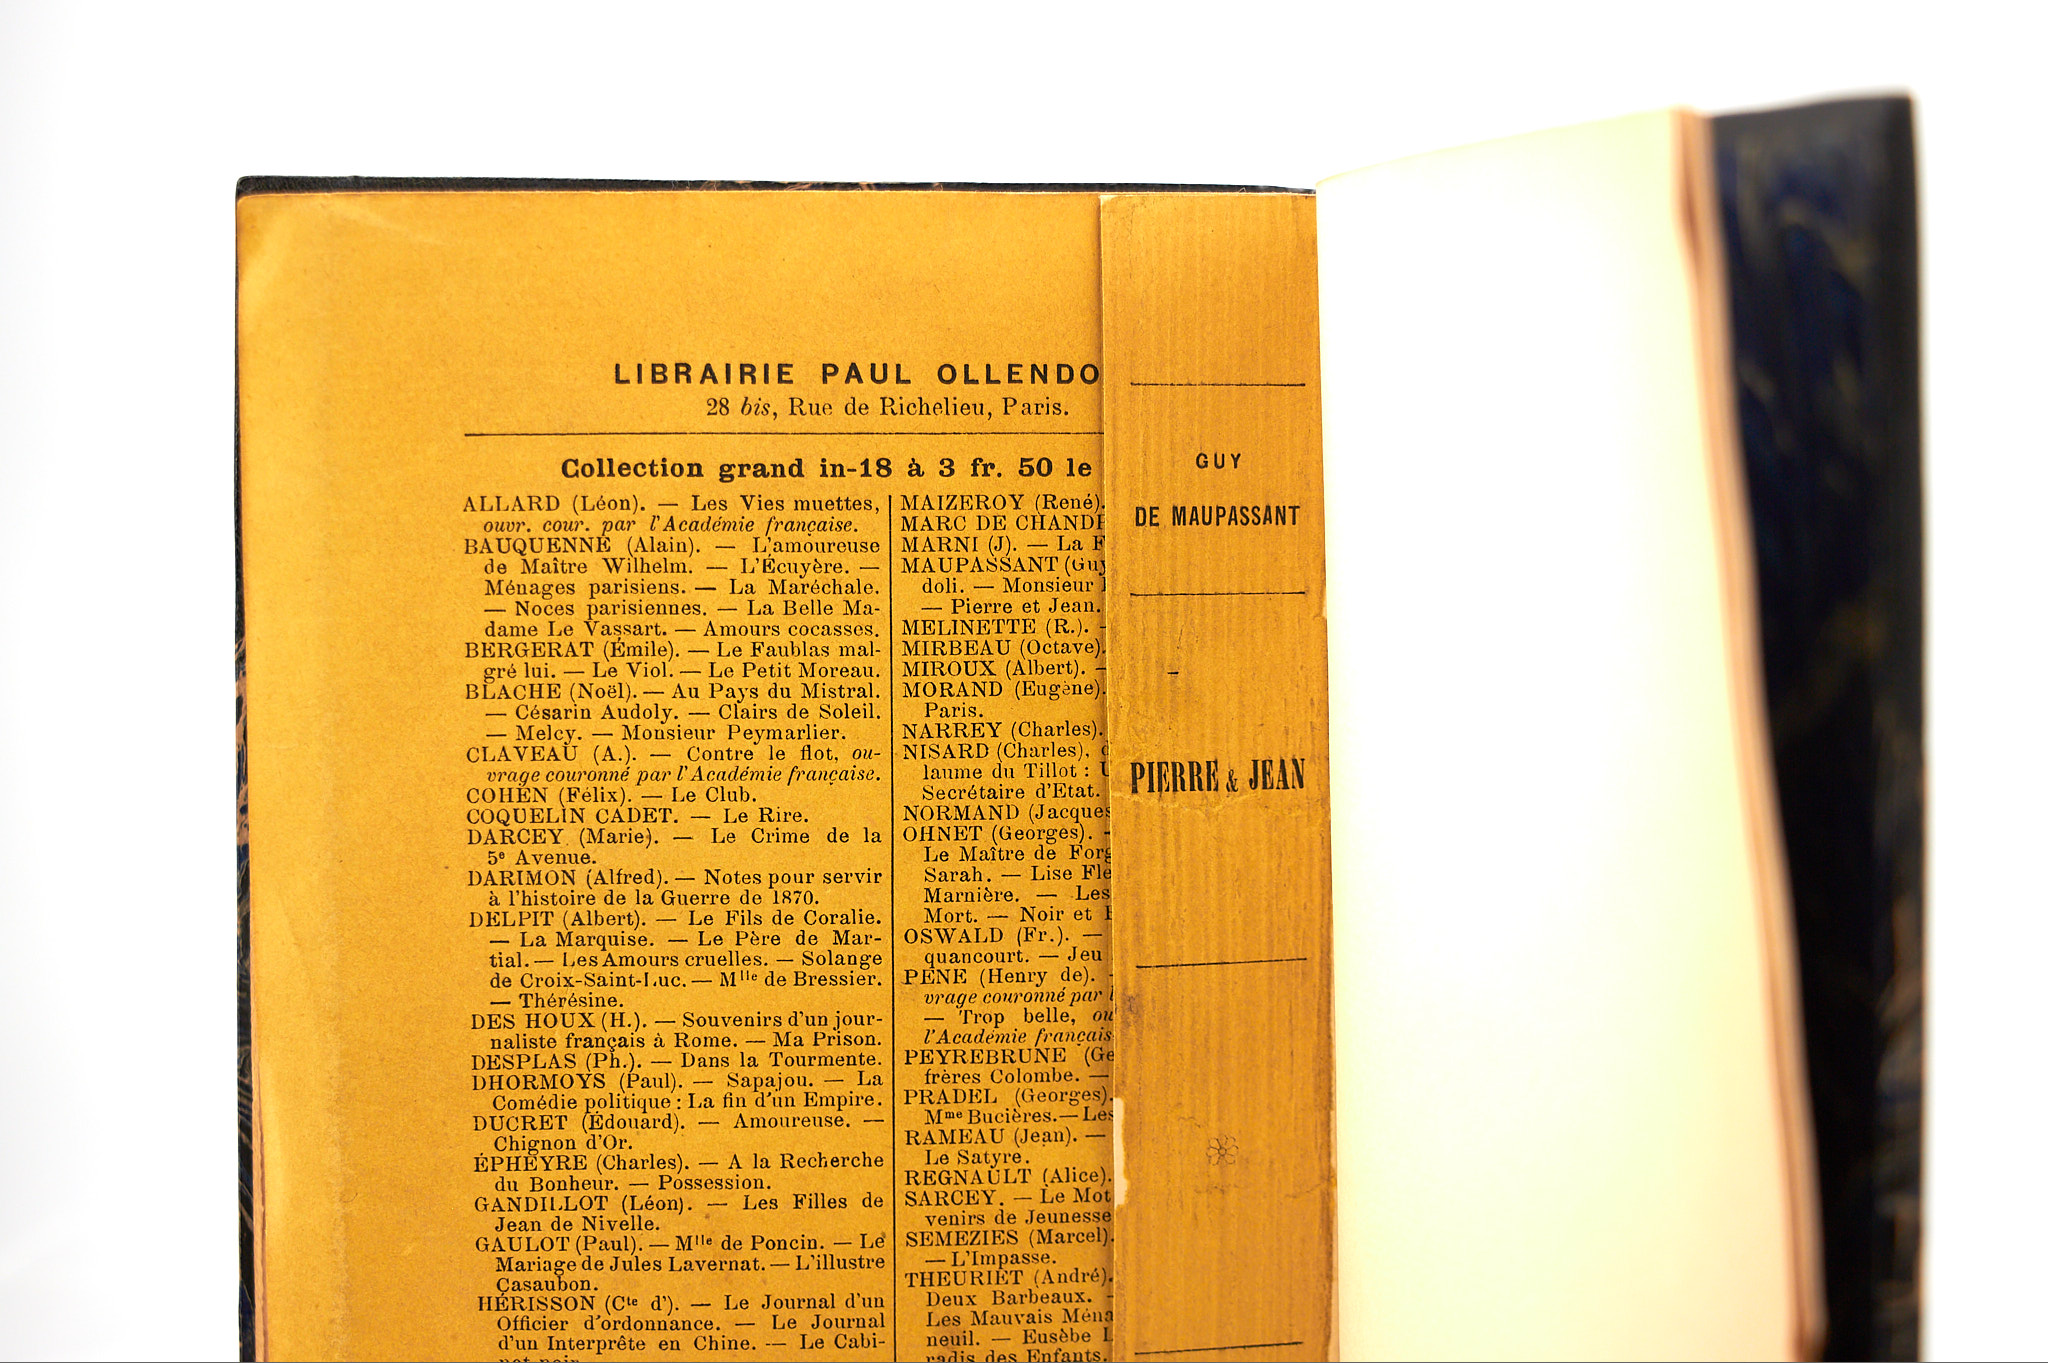 LIBRAIRIE PAUL OLLENDO
28 bis, Rue de Richelieu, Paris.
Collection grand in-18 à 3 fr. 50 le
ALLARD (Léon). — Les Vies muettes,
ouvr. cour. par l'Académie française.
BAUQUENNE (Alain). — L'amoureuse
de Maître Wilhelm. — L'Écuyère. —
Ménages parisiens. — La Maréchale.
— Noces parisiennes. — La Belle Ma-
dame Le Vassart. — Amours cocasses.
BERGERAT (Émile). — Le Faublas mal-
gré lui. — Le Viol. — Le Petit Moreau.
BLACHE (Noël). — Au Pays du Mistral.
— Césarin Audoly. — Clairs de Soleil.
— Melcy. — Monsieur Peymarlier.
CLAVEAU (A.). — Contre le flot, ou-
vrage couronné par l'Académie française.
COHEN (Félix). — Le Club.
COQUELIN CADET. — Le Rire.
DARCEY (Marie). — Le Crime de la
5e Avenue.
DARIMON (Alfred). — Notes pour servir
à l'histoire de la Guerre de 1870.
DELPIT (Albert). — Le Fils de Coralie.
— La Marquise. — Le Père de Mar-
tial. — Les Amours cruelles. — Solange
de Croix-Saint-Luc. — Mlle de Bressier.
— Thérésine.
DES HOUX (H.). — Souvenirs d'un jour-
naliste français à Rome. — Ma Prison.
DESPLAS (Ph.). — Dans la Tourmente.
DHORMOYS (Paul). — Sapajou. — La
Comédie politique : La fin d'un Empire.
DUCRET (Édouard). — Amoureuse. —
Chignon d'Or.
ÉPHEYRE (Charles). — A la Recherche
du Bonheur. — Possession.
GANDILLOT (Léon). — Les Filles de
Jean de Nivelle.
GAULOT (Paul). — Mlle de Poncin. — Le
Mariage de Jules Lavernat. — L'illustre
Casaubon.
HÉRISSON (Cte d'). — Le Journal d'un
Officier d'ordonnance. — Le Journal
d'un Interprète en Chine. — Le Cabi-
MAIZEROY (René).
MARC DE CHANDE
MARNI (J). — La F
MAUPASSANT (Guy
doli. — Monsieur
— Pierre et Jean.
MELINETTE (R.). -
MIRBEAU (Octave).
MIROUX (Albert). —
MORAND (Eugène).
Paris.
NARREY (Charles).
NISARD (Charles),
laume du Tillot :
Secrétaire d'Etat.
NORMAND (Jacques
OHNET (Georges). -
Le Maître de Forg
Sarah. — Lise Fle
Marnière. — Les
Mort. — Noir et
OSWALD (Fr.). —
quancourt. — Jeu
PÈNE (Henry de). -
vrage couronné par l
— Trop belle, ou
l'Académie français
PEYREBRUNE (Ge
frères Colombe. —
PRADEL (Georges).
Mme Bucières. — Les
RAMEAU (Jean). —
Le Satyre.
REGNAULT (Alice).
SARCEY. — Le Mot
venirs de Jeunesse
SEMEZIES (Marcel).
— L'Impasse.
THEURIET (André).
Deux Barbeaux. -
Les Mauvais Ména
neuil. — Eusèbe L
radis des Enfants.
GUY
DE MAUPASSANT
PIERRE & JEAN